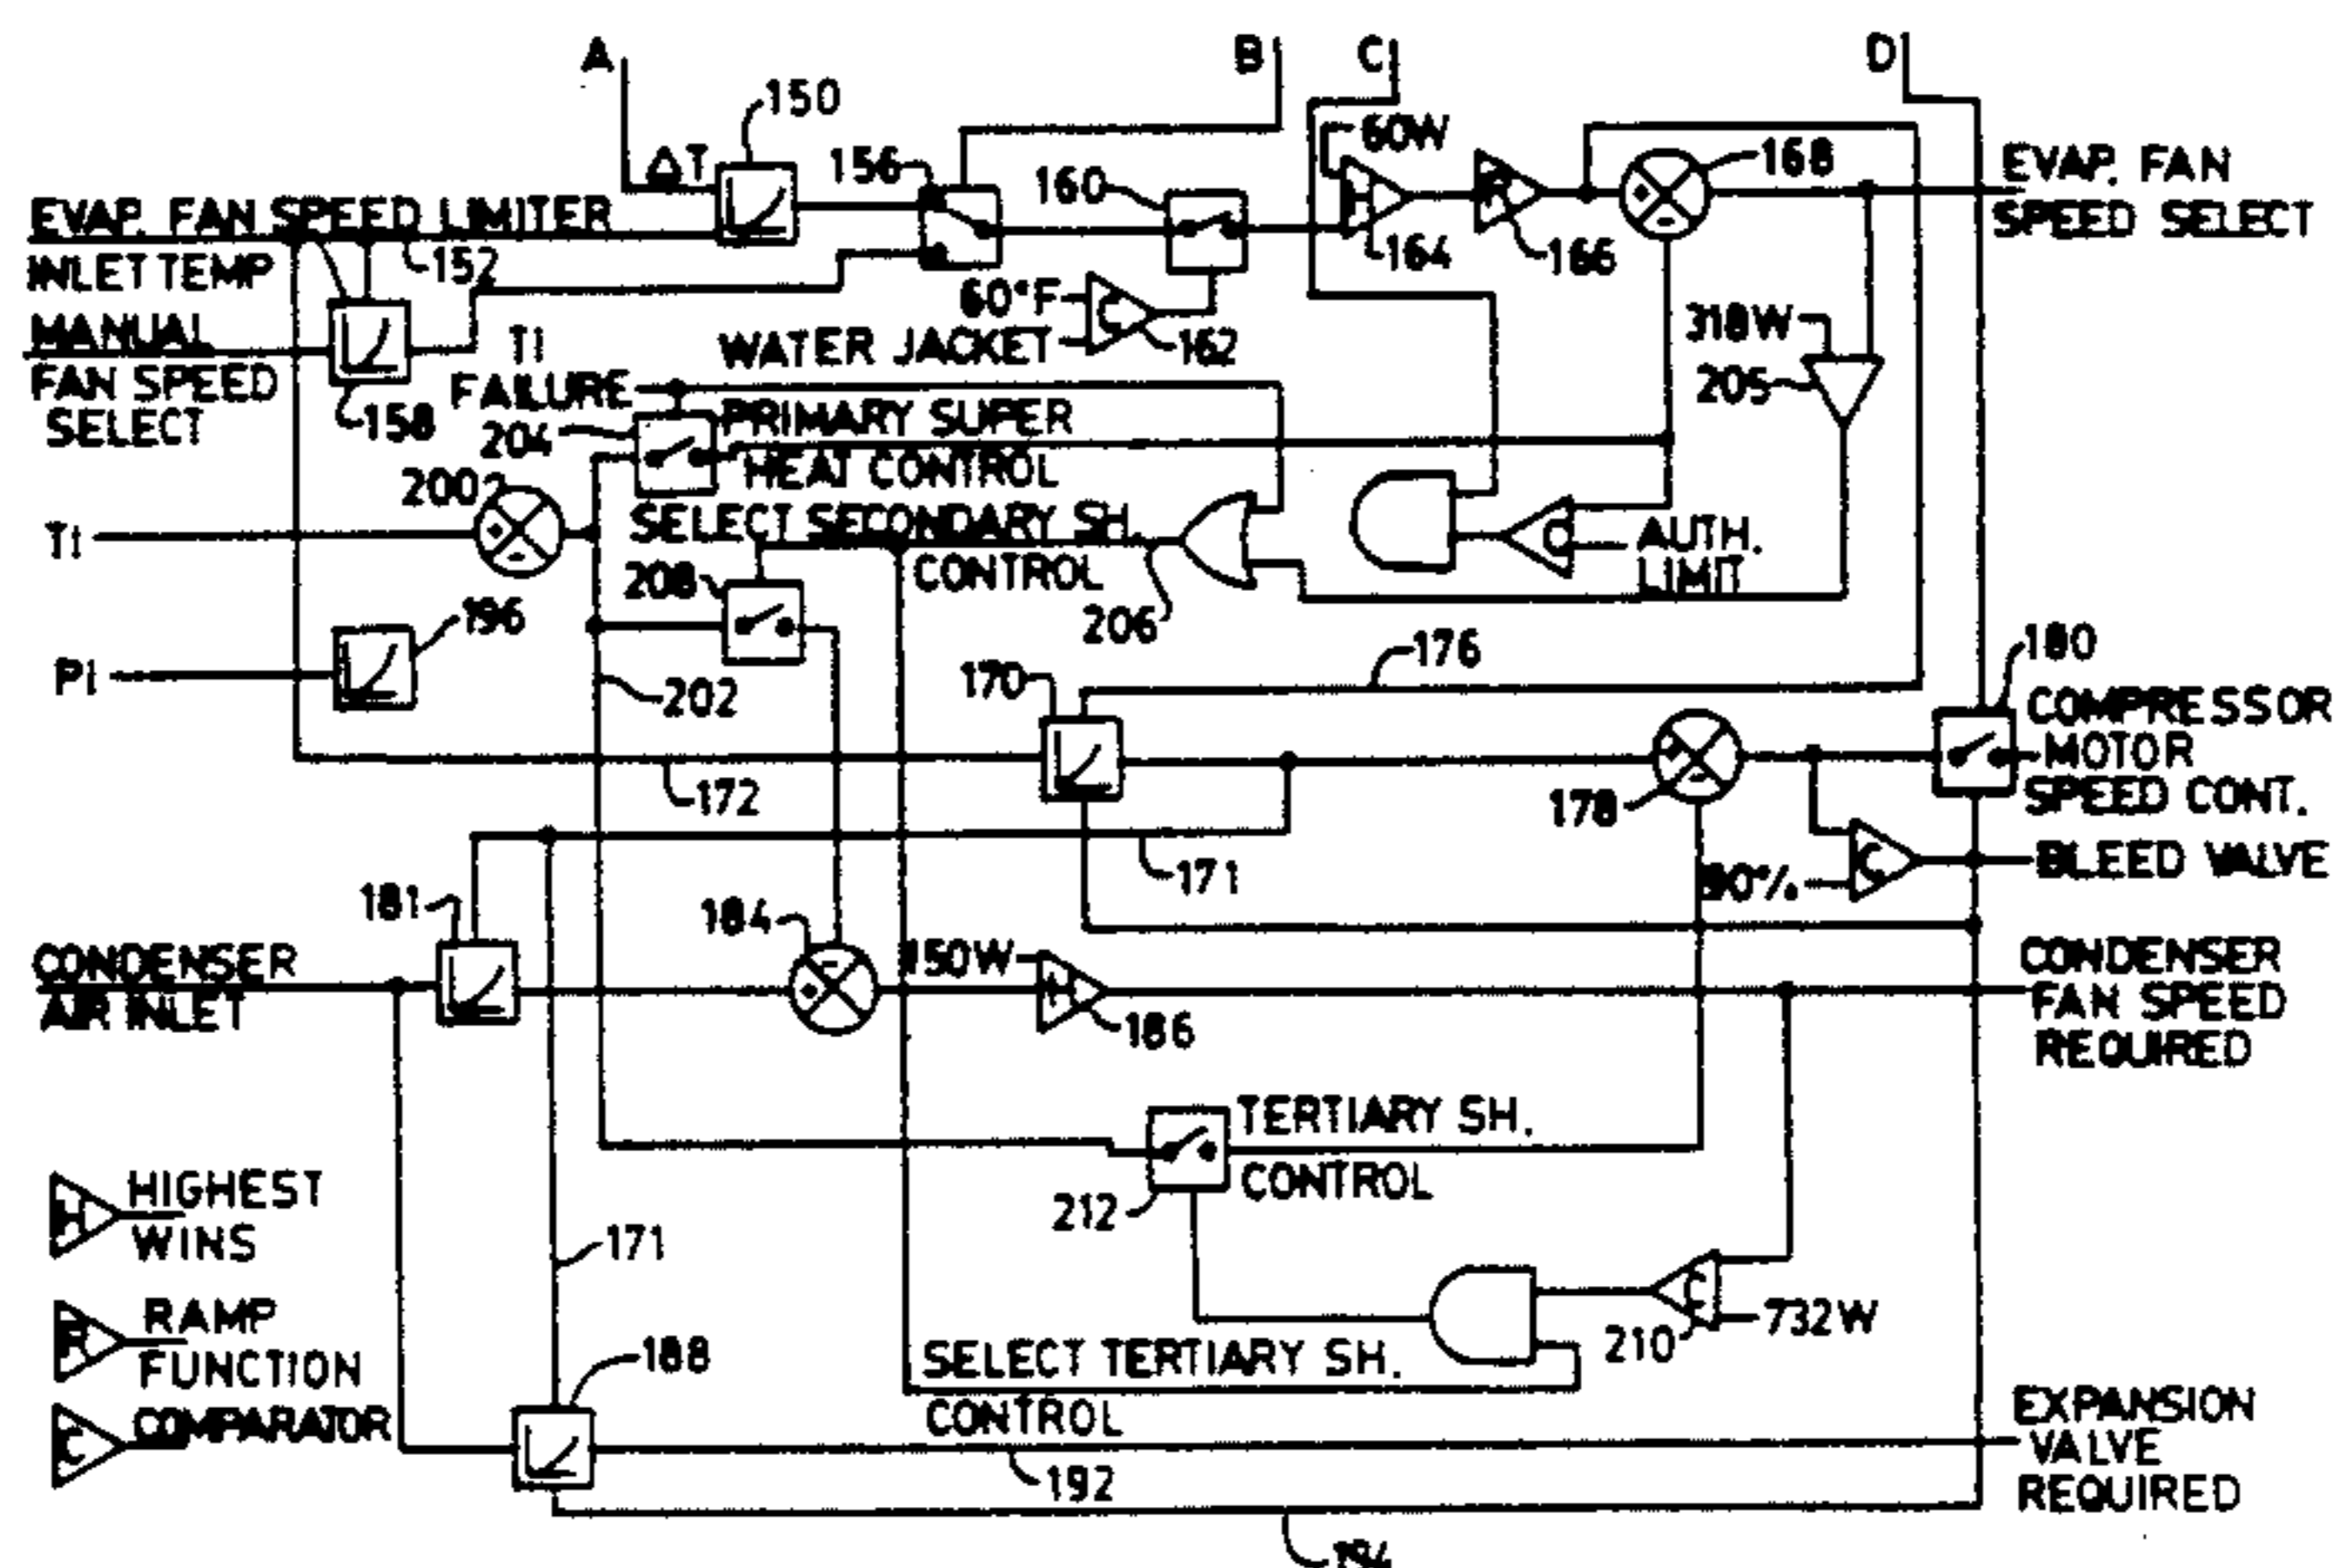 A
B
C
D
150
ΔT
156
160
60W
168
EVAP. FAN
SPEED SELECT
EVAP. FAN SPEED LIMITER
INLET TEMP
152
164
166
60°F
WATER JACKET
162
318W
205
MANUAL
FAN SPEED
SELECT
158
T1
FAILURE
204
PRIMARY SUPER
HEAT CONTROL
200
SELECT SECONDARY SH.
CONTROL
AUTH.
LIMIT
T1
208
206
196
P1
202
170
176
180
COMPRESSOR
MOTOR
SPEED CONT.
172
178
171
90%
C
BLEED VALVE
181
184
150W
CONDENSER
AIR INLET
H
186
CONDENSER
FAN SPEED
REQUIRED
TERTIARY SH.
CONTROL
212
H
HIGHEST
WINS
171
C
732W
210
R
RAMP
FUNCTION
188
SELECT TERTIARY SH.
CONTROL
C
COMPARATOR
192
EXPANSION
VALVE
REQUIRED
194